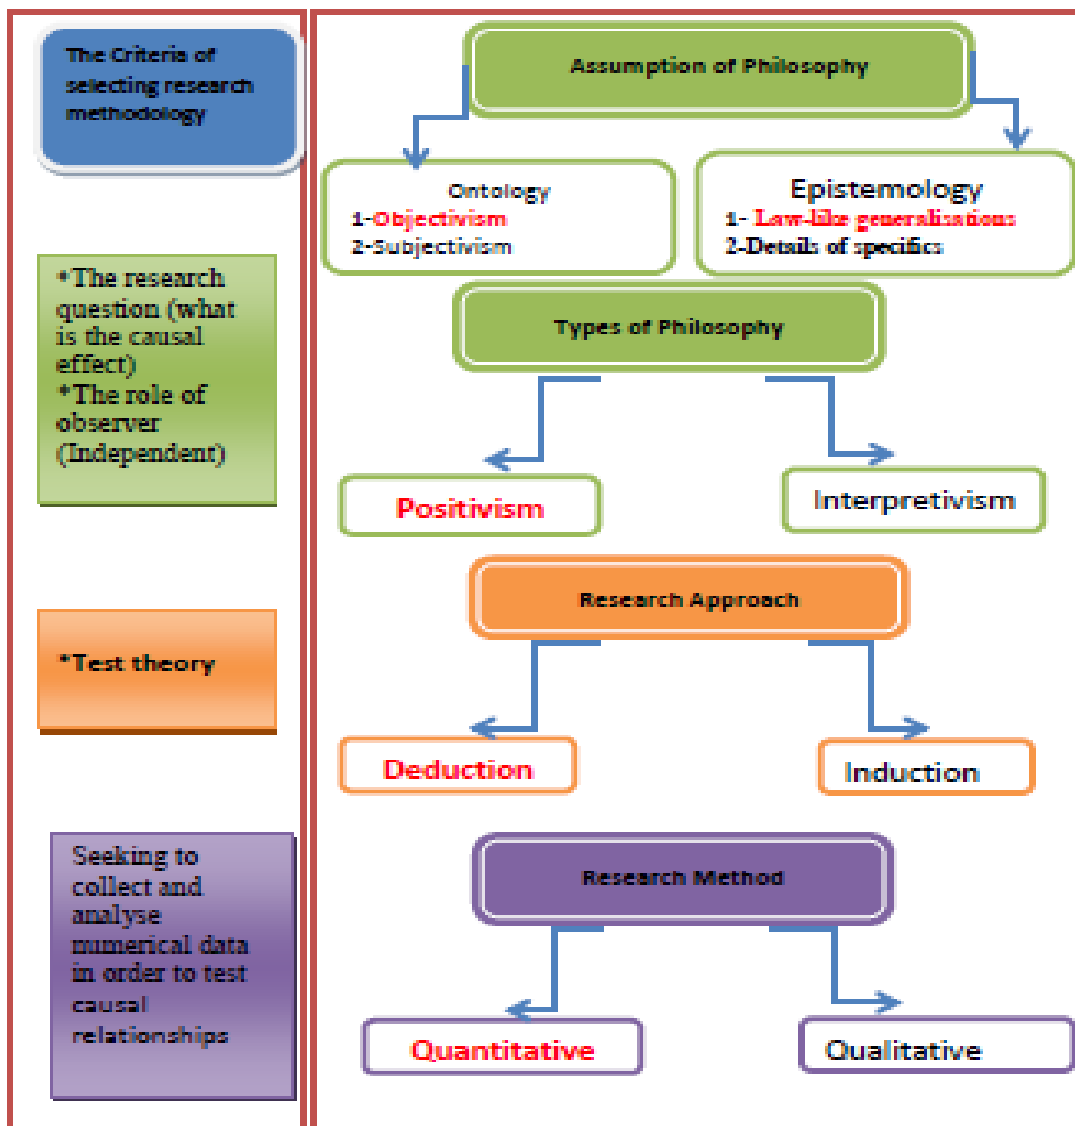 The Criteria of
selecting research
methodology
*The research
question (what
is the causal
effect)
*The role of
observer
(Independent)
*Test theory
Seeking to
collect and
analyse
numerical data
in order to test
causal
relationships
Assumption of Philosophy
Ontology
1-Objectivism
2-Subjectivism
Epistemology
1- Law-like generalisations
2-Details of specifics
Types of Philosophy
Positivism
Interpretivism
Research Approach
Deduction
Induction
Research Method
Quantitative
Qualitative